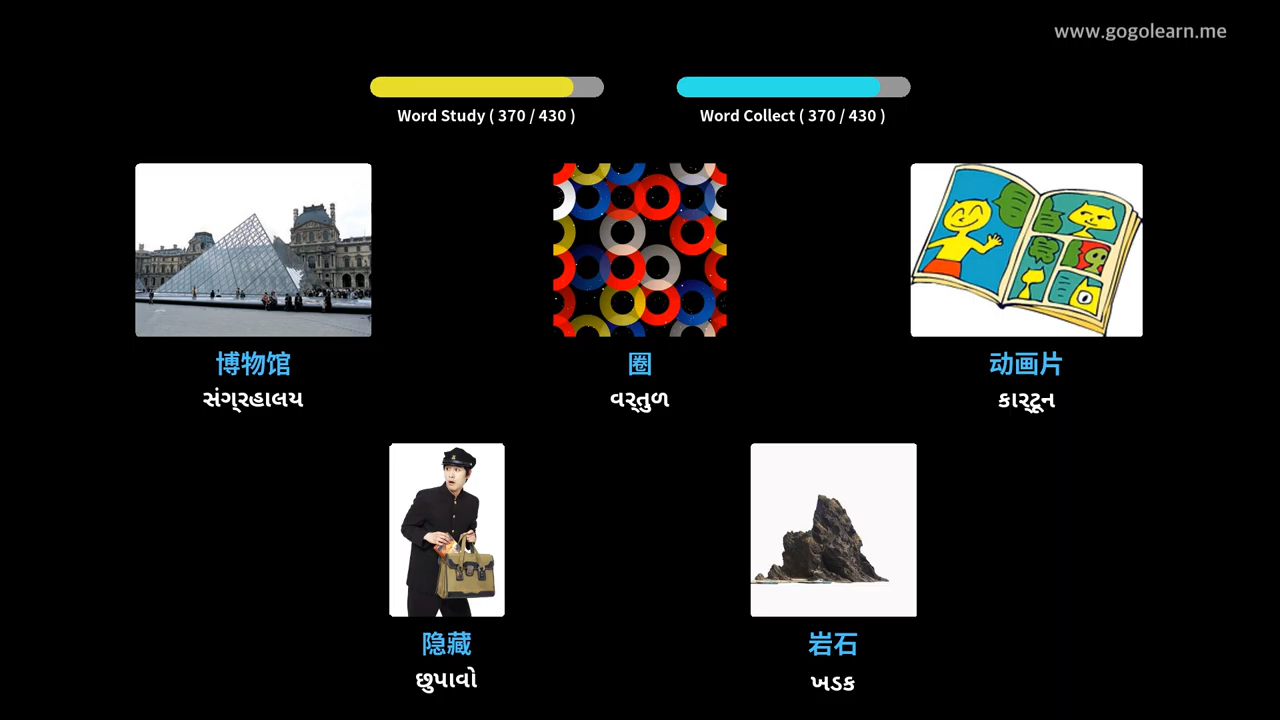 www.gogolearn.me
Word Study ( 370 / 430 )
Word Collect ( 370 / 430 )
博物馆
સંગ્રહાલય
圈
વર્તુળ
动画片
કાર્ટૂન
隐藏
છુપાવો
岩石
ખડક